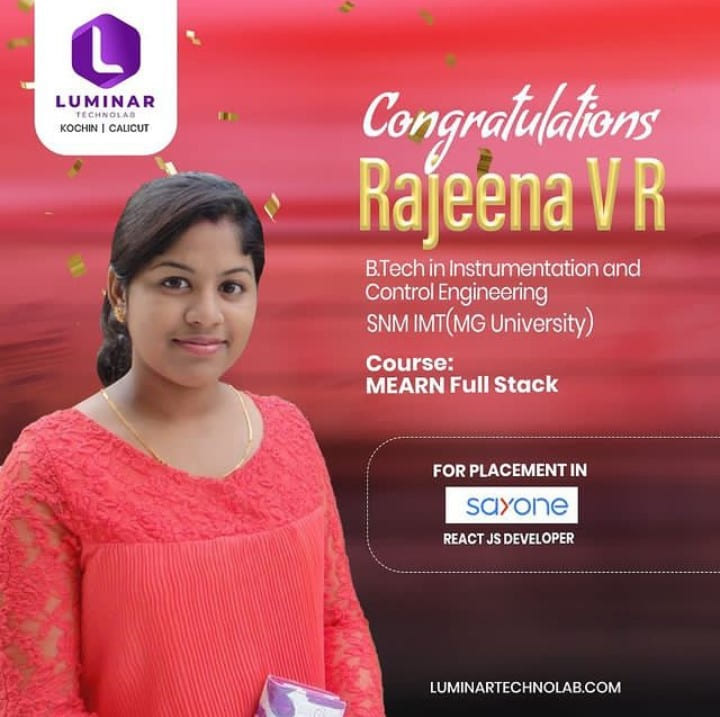 LUMINAR
TECHNOLAB
KOCHIN | CALICUT
Congratulations
Rajeena V R
B.Tech in Instrumentation and
Control Engineering
SNM IMT(MG University)
Course:
MEARN Full Stack
FOR PLACEMENT IN
sayone
REACT JS DEVELOPER
LUMINARTECHNOLAB.COM